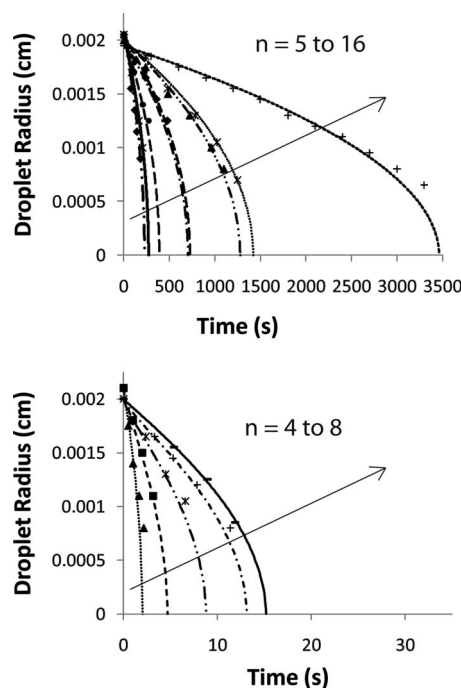 0.002
n = 5 to 16
0.0015
0.001
0.0005
0
Droplet Radius (cm)
0 500 1000 1500 2000 2500 3000 3500
Time (s)
0.002
n = 4 to 8
0.0015
0.001
0.0005
0
Droplet Radius (cm)
0 10 20 30
Time (s)